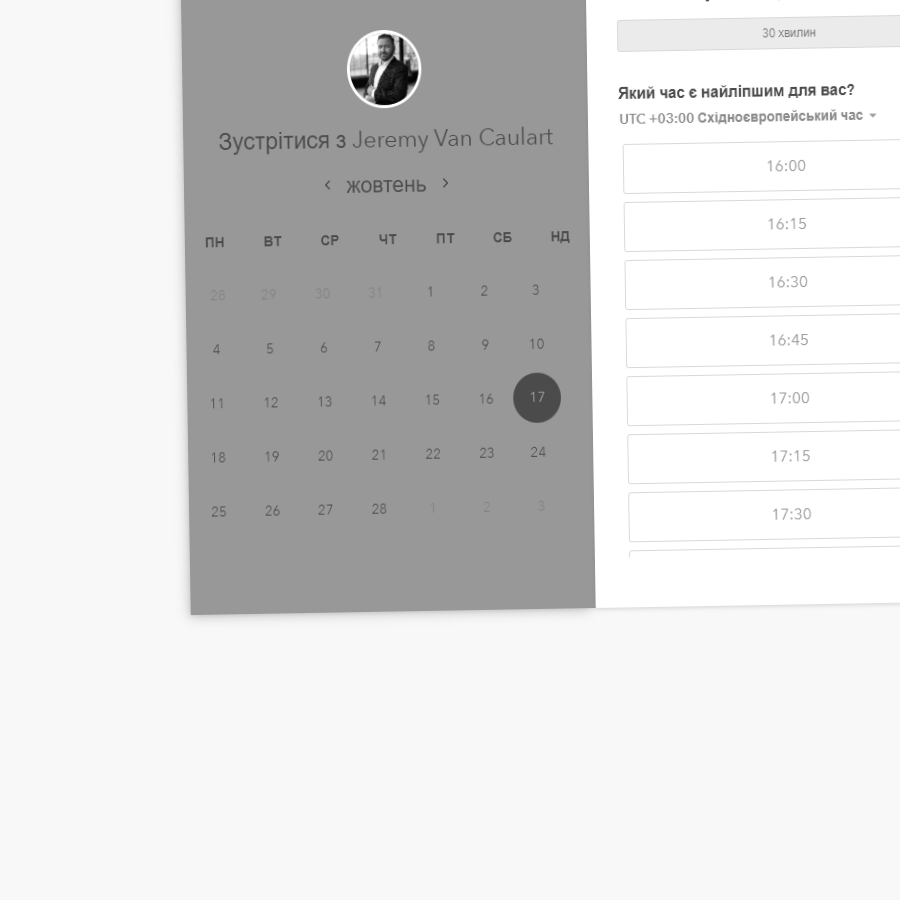 Зустрітися з Jeremy Van Caulart
‹ жовтень ›
ПН ВТ СР ЧТ ПТ СБ НД
28 29 30 31 1 2 3
4 5 6 7 8 9 10
11 12 13 14 15 16 17
18 19 20 21 22 23 24
25 26 27 28 1 2 3
30 хвилин
Який час є найліпшим для вас?
UTC +03:00 Східноєвропейський час
16:00
16:15
16:30
16:45
17:00
17:15
17:30